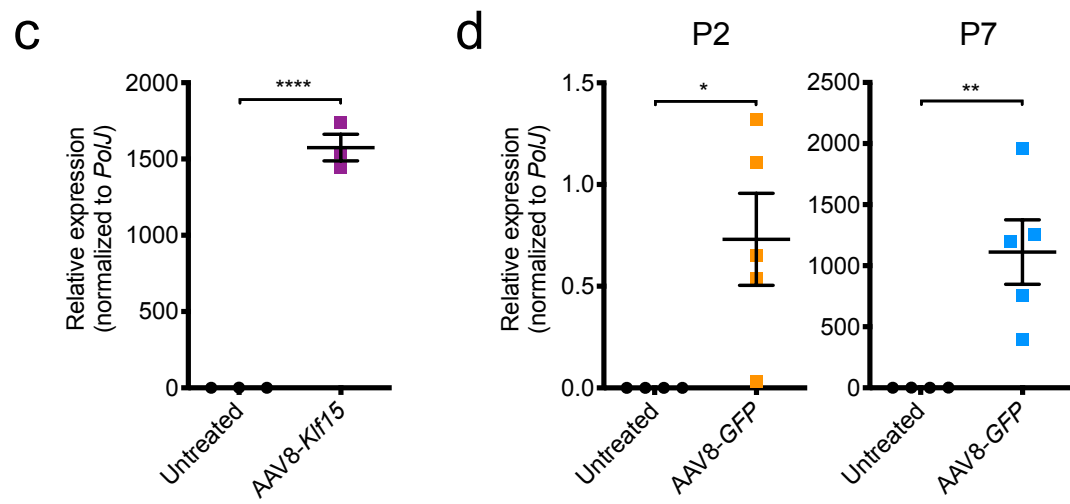 c
d
P2
P7
Relative expression
(normalized to PolJ)
2000
1500
1000
500
0
****
Untreated
AAV8-Klf15
Relative expression
(normalized to PolJ)
1.5
1.0
0.5
0.0
*
Untreated
AAV8-GFP
2500
2000
1500
1000
500
0
**
Untreated
AAV8-GFP